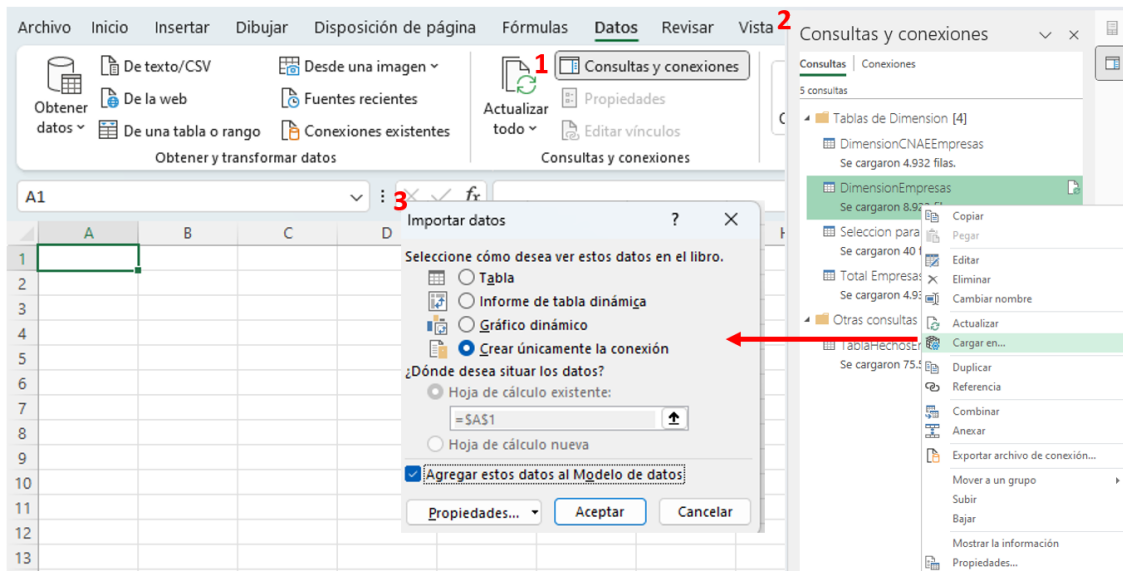 Archivo Inicio Insertar Dibujar Disposición de página Fórmulas Datos Revisar Vista
Obtener datos
De texto/CSV
De la web
De una tabla o rango
Desde una imagen
Fuentes recientes
Conexiones existentes
Obtener y transformar datos
Actualizar todo
1
Consultas y conexiones
Propiedades
Editar vínculos
Consultas y conexiones
A1
fx
A B C D
1
2
3
4
5
6
7
8
9
10
11
12
13
3
Importar datos
?
Seleccione cómo desea ver estos datos en el libro.
Tabla
Informe de tabla dinámica
Gráfico dinámico
Crear únicamente la conexión
¿Dónde desea situar los datos?
Hoja de cálculo existente:
=$A$1
Hoja de cálculo nueva
Agregar estos datos al Modelo de datos
Propiedades... Aceptar Cancelar
2
Consultas y conexiones
Consultas Conexiones
5 consultas
Tablas de Dimension [4]
DimensionCNAEEmpresas
Se cargaron 4.932 filas.
DimensionEmpresas
Se cargaron
Seleccion para
Se cargaron 40
Total Empresas
Se cargaron
Otras consultas
Se cargaron
Copiar
Pegar
Editar
Eliminar
Cambiar nombre
Actualizar
Cargar en...
Duplicar
Referencia
Combinar
Anexar
Exportar archivo de conexión...
Mover a un grupo
Subir
Bajar
Mostrar la información
Propiedades...